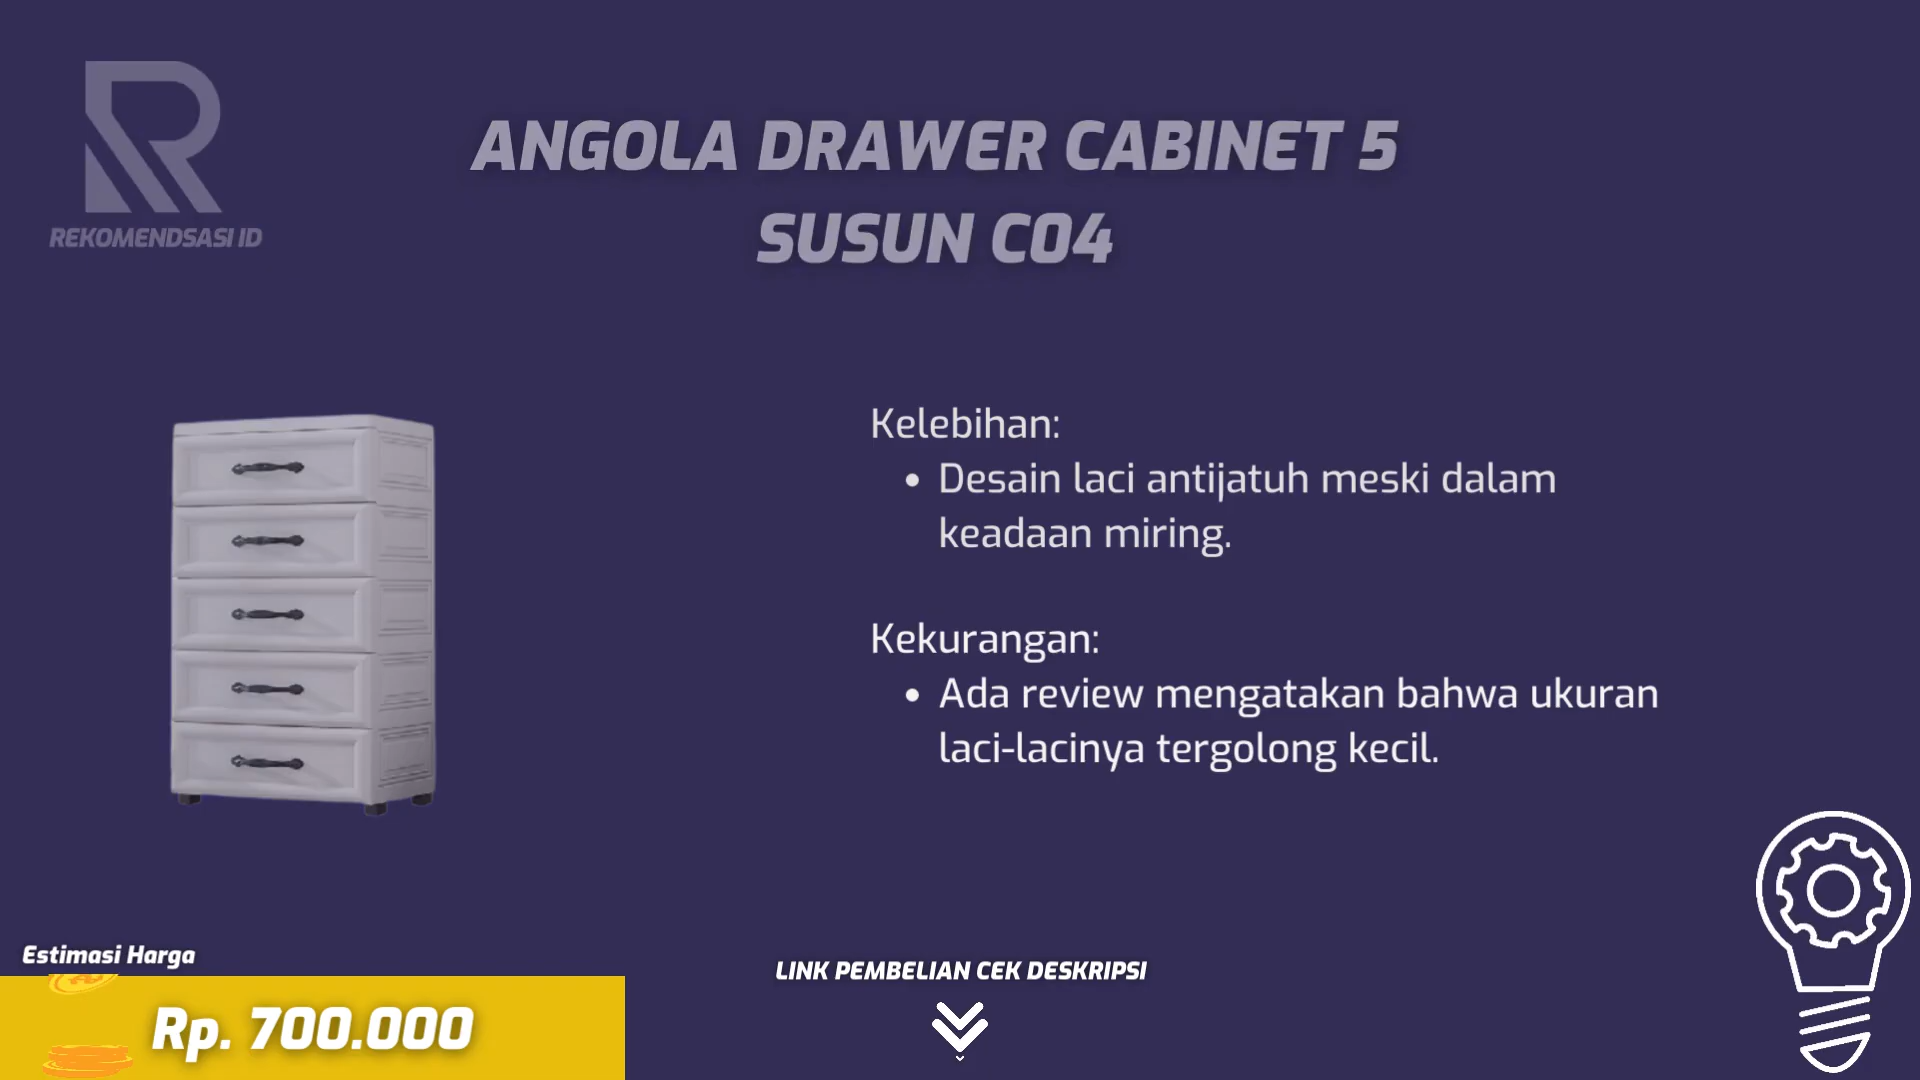 REKOMENDSASI ID
ANGOLA DRAWER CABINET 5
SUSUN C04
Kelebihan:
• Desain laci antijatuh meski dalam
keadaan miring.
Kekurangan:
• Ada review mengatakan bahwa ukuran
laci-lacinya tergolong kecil.
Estimasi Harga
Rp. 700.000
LINK PEMBELIAN CEK DESKRIPSI